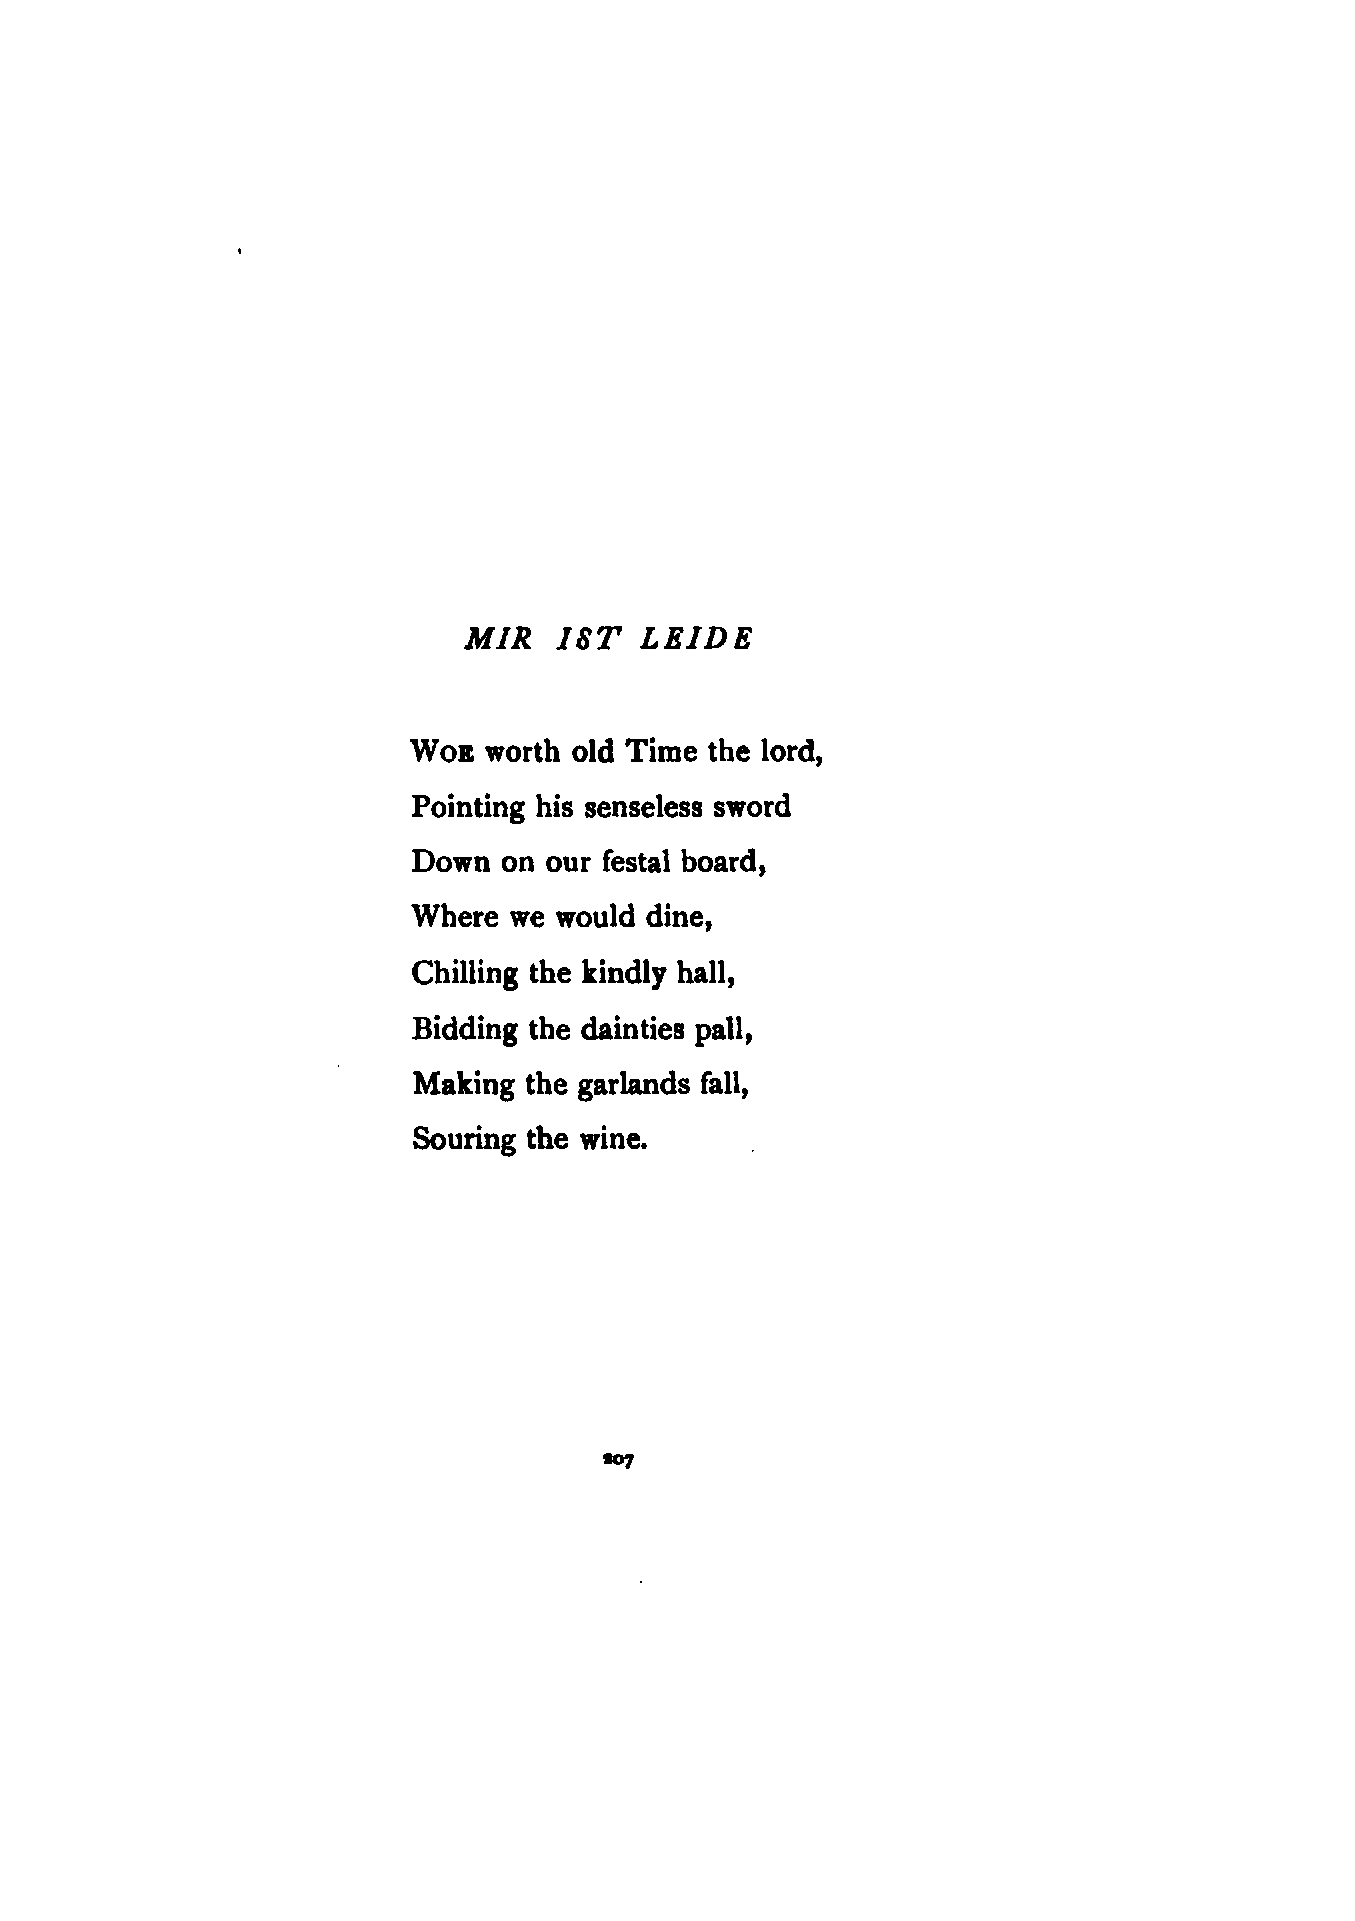 MIR IST LEIDE
WOE worth old Time the lord,
Pointing his senseless sword
Down on our festal board,
Where we would dine,
Chilling the kindly hall,
Bidding the dainties pall,
Making the garlands fall,
Souring the wine.
207